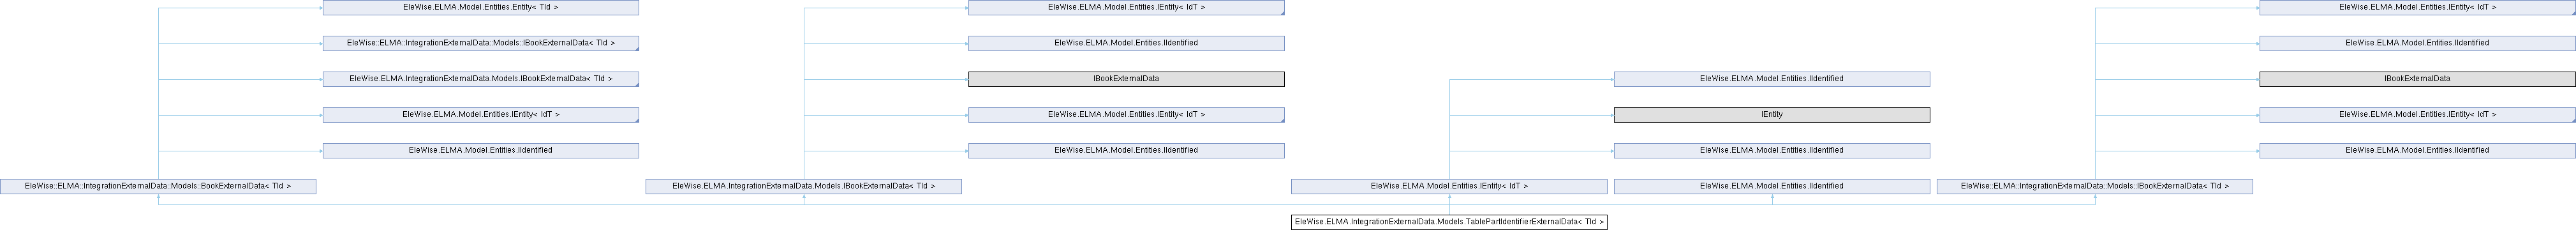 EleWise.ELMA.Model.Entities.Entity< TId >
EleWise.ELMA.Model.Entities.IEntity< IdT >
EleWise.ELMA.Model.Entities.IEntity< IdT >
EleWise::ELMA::IntegrationExternalData::Models::IBookExternalData< TId >
EleWise.ELMA.Model.Entities.IIdentified
EleWise.ELMA.Model.Entities.IIdentified
EleWise.ELMA.IntegrationExternalData.Models.IBookExternalData< TId >
IBookExternalData
EleWise.ELMA.Model.Entities.IIdentified
IBookExternalData
EleWise.ELMA.Model.Entities.IEntity< IdT >
EleWise.ELMA.Model.Entities.IEntity< IdT >
IEntity
EleWise.ELMA.Model.Entities.IEntity< IdT >
EleWise.ELMA.Model.Entities.IIdentified
EleWise.ELMA.Model.Entities.IIdentified
EleWise.ELMA.Model.Entities.IIdentified
EleWise.ELMA.Model.Entities.IIdentified
EleWise::ELMA::IntegrationExternalData::Models::BookExternalData< TId >
EleWise.ELMA.IntegrationExternalData.Models.IBookExternalData< TId >
EleWise.ELMA.Model.Entities.IEntity< IdT >
EleWise.ELMA.Model.Entities.IIdentified
EleWise::ELMA::IntegrationExternalData::Models::IBookExternalData< TId >
EleWise.ELMA.IntegrationExternalData.Models.TablePartIdentifierExternalData< TId >